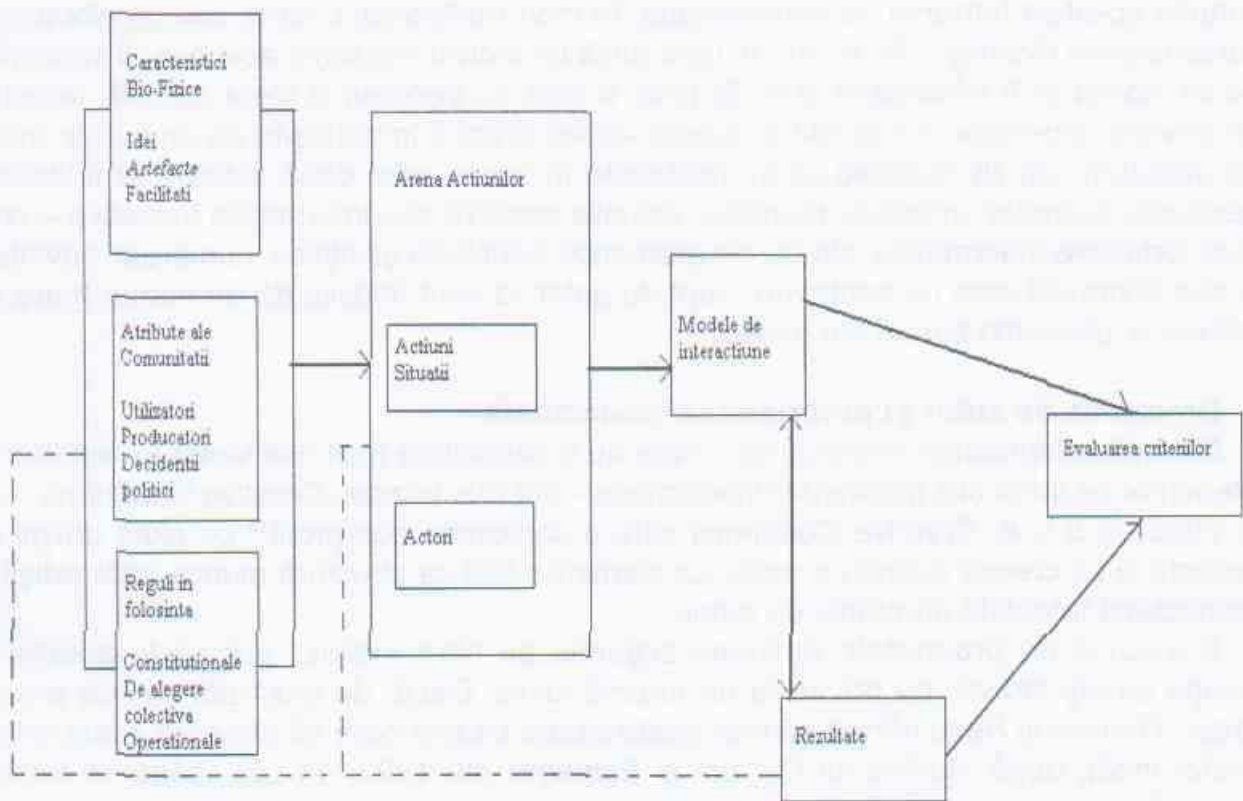 Caracteristici
Bio-Fizice
Idei
Artefacte
Facilitati
Atribute ale
Comunitatii
Utilizatori
Producatori
Decidentii
politici
Reguli in
folosinta
Constitutionale
De alegere
colectiva
Operationale
Arena Actiunilor
Actiuni
Situatii
Actori
Modele de
interactiune
Rezultate
Evaluarea criteriilor